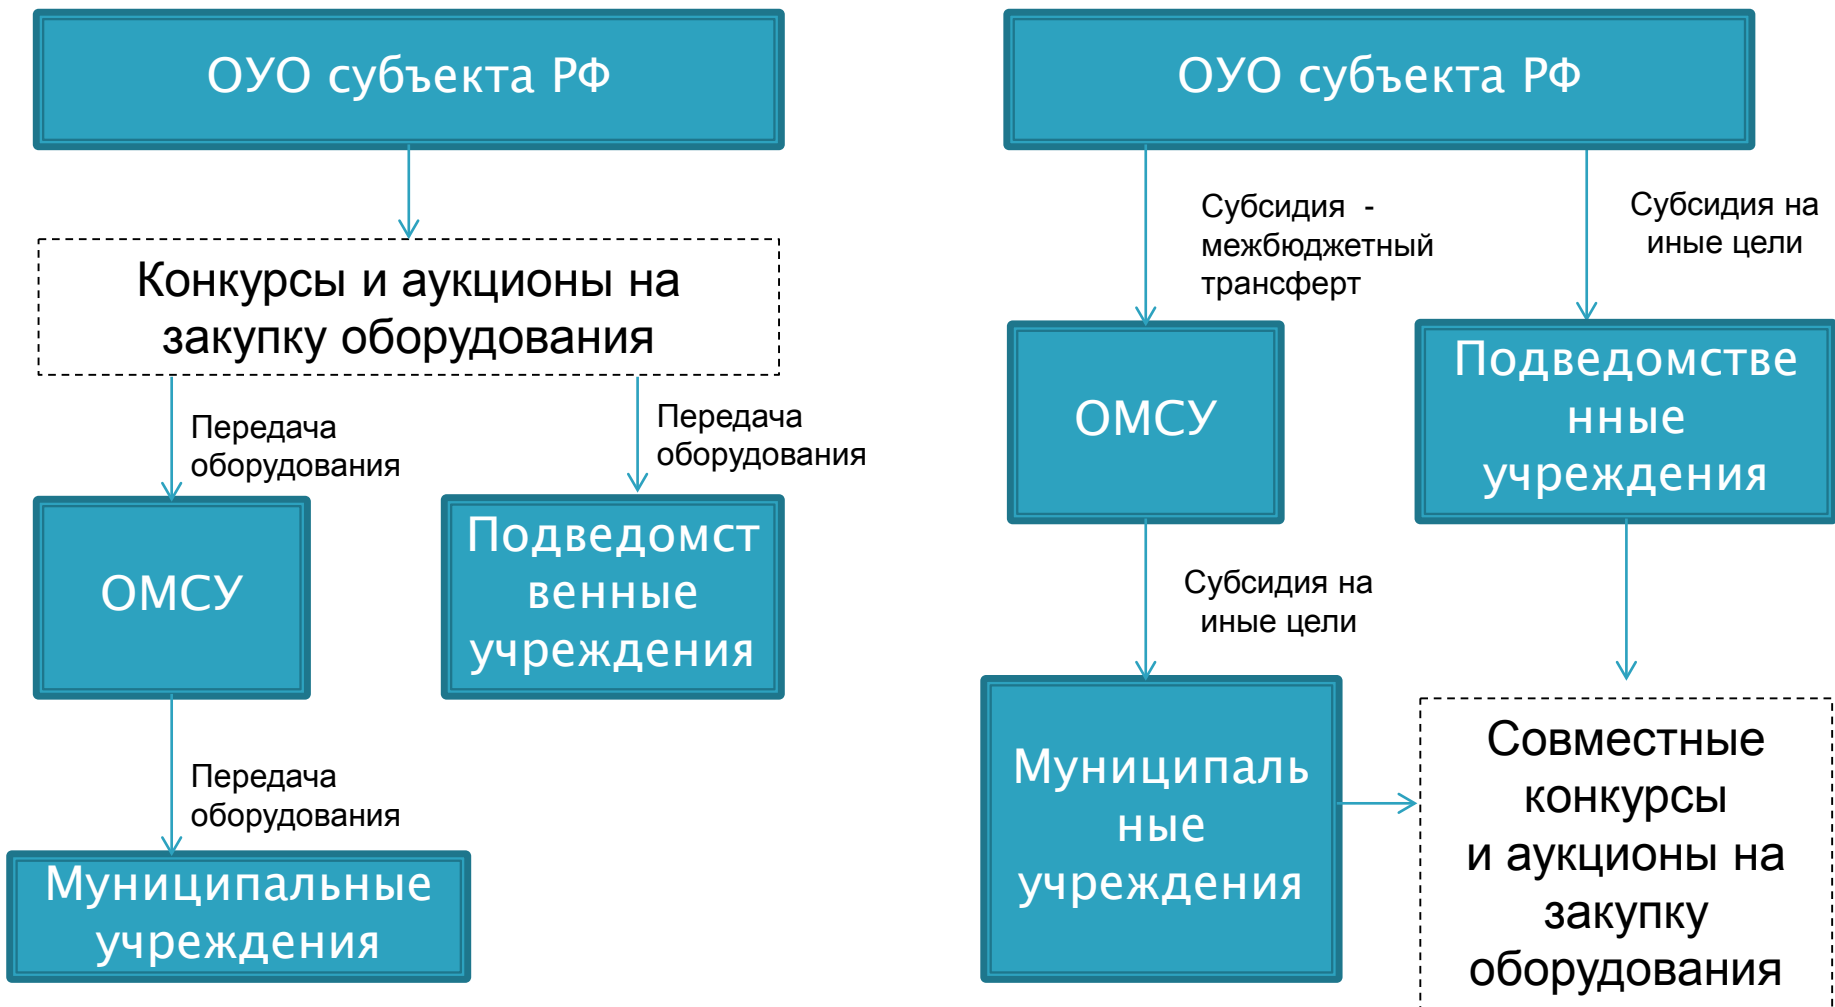 ОУО субъекта РФ
Конкурсы и аукционы на
закупку оборудования
Передача
оборудования
Передача
оборудования
ОМСУ
Подведомст
венные
учреждения
Передача
оборудования
Муниципальные
учреждения
ОУО субъекта РФ
Субсидия -
межбюджетный
трансферт
Субсидия на
иные цели
ОМСУ
Подведомстве
нные
учреждения
Субсидия на
иные цели
Муниципаль
ные
учреждения
Совместные
конкурсы
и аукционы на
закупку
оборудования